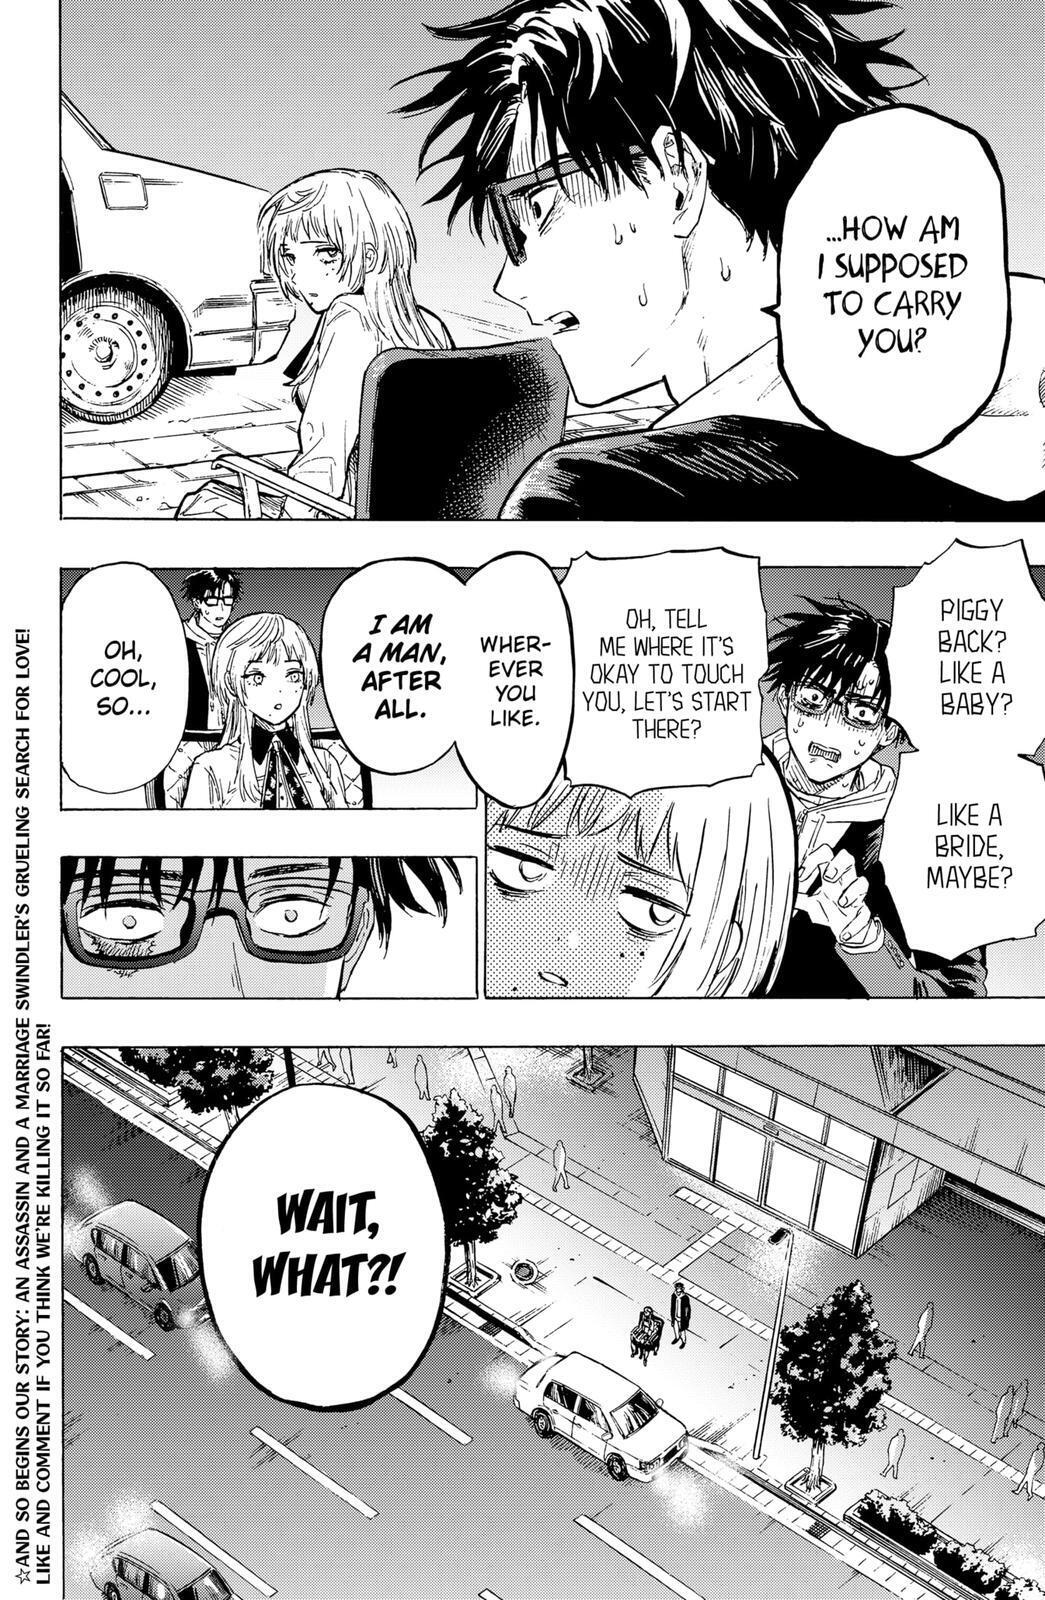 ...HOW AM
I SUPPOSED
TO CARRY
YOU?
PIGGY
BACK?
LIKE A
BABY?
LIKE A
BRIDE,
MAYBE?
OH, TELL
ME WHERE IT'S
OKAY TO TOUCH
YOU, LET'S START
THERE?
WHER-
EVER
YOU
LIKE.
I AM
A MAN,
AFTER
ALL.
OH,
COOL,
SO...
WAIT,
WHAT?!
☆AND SO BEGINS OUR STORY: AN ASSASSIN AND A MARRIAGE SWINDLER'S GRUELING SEARCH FOR LOVE!
LIKE AND COMMENT IF YOU THINK WE'RE KILLING IT SO FAR!